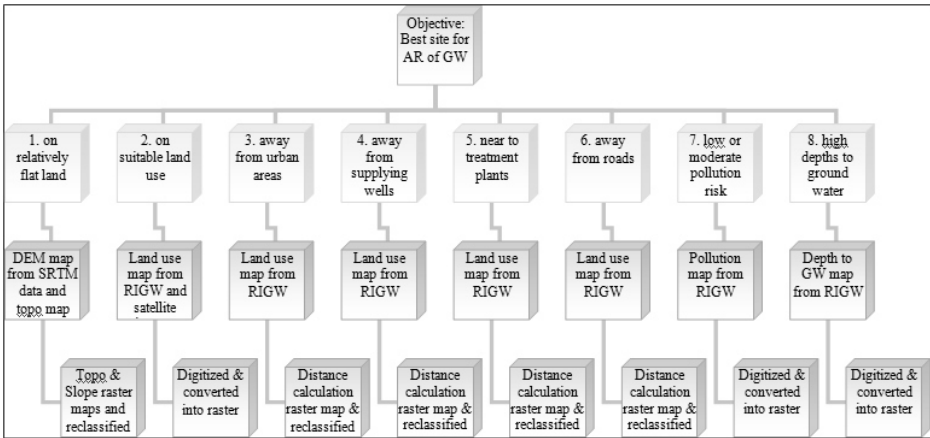 Objective:
Best site for
AR of GW
1. on
relatively
flat land
2. on
suitable land
use
3. away
from urban
areas
4. away
from
supplying
wells
5. near to
treatment
plants
6. away
from roads
7. low or
moderate
pollution
risk
8. high
depths to
ground
water
DEM map
from SRTM
data and
topo map
Land use
map from
RIGW and
satellite
Land use
map from
RIGW
Land use
map from
RIGW
Land use
map from
RIGW
Land use
map from
RIGW
Pollution
map from
RIGW
Depth to
GW map
from RIGW
Topo &
Slope raster
maps and
reclassified
Digitized &
converted
into raster
Distance
calculation
raster map &
reclassified
Distance
calculation
raster map &
reclassified
Distance
calculation
raster map &
reclassified
Distance
calculation
raster map &
reclassified
Digitized &
converted
into raster
Digitized &
converted
into raster